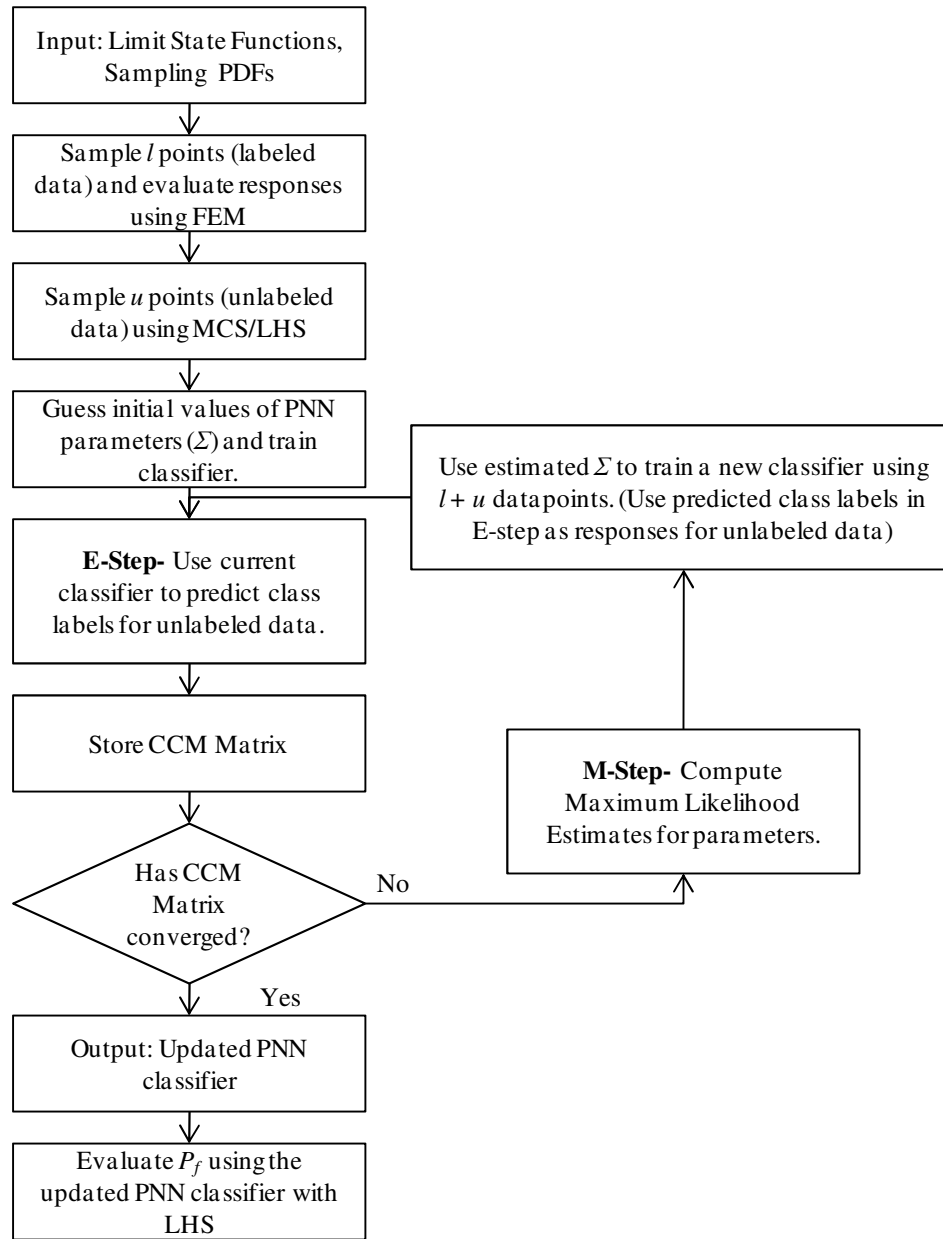 Input: Limit State Functions,
Sampling PDFs
Sample l points (labeled
data) and evaluate responses
using FEM
Sample u points (unlabeled
data) using MCS/LHS
Guess initial values of PNN
parameters (Σ) and train
classifier.
Use estimated Σ to train a new classifier using
l + u data points. (Use predicted class labels in
E-step as responses for unlabeled data)
E-Step- Use current
classifier to predict class
labels for unlabeled data.
Store CCM Matrix
M-Step- Compute
Maximum Likelihood
Estimates for parameters.
Has CCM
Matrix
converged?
No
Yes
Output: Updated PNN
classifier
Evaluate P_f using the
updated PNN classifier with
LHS